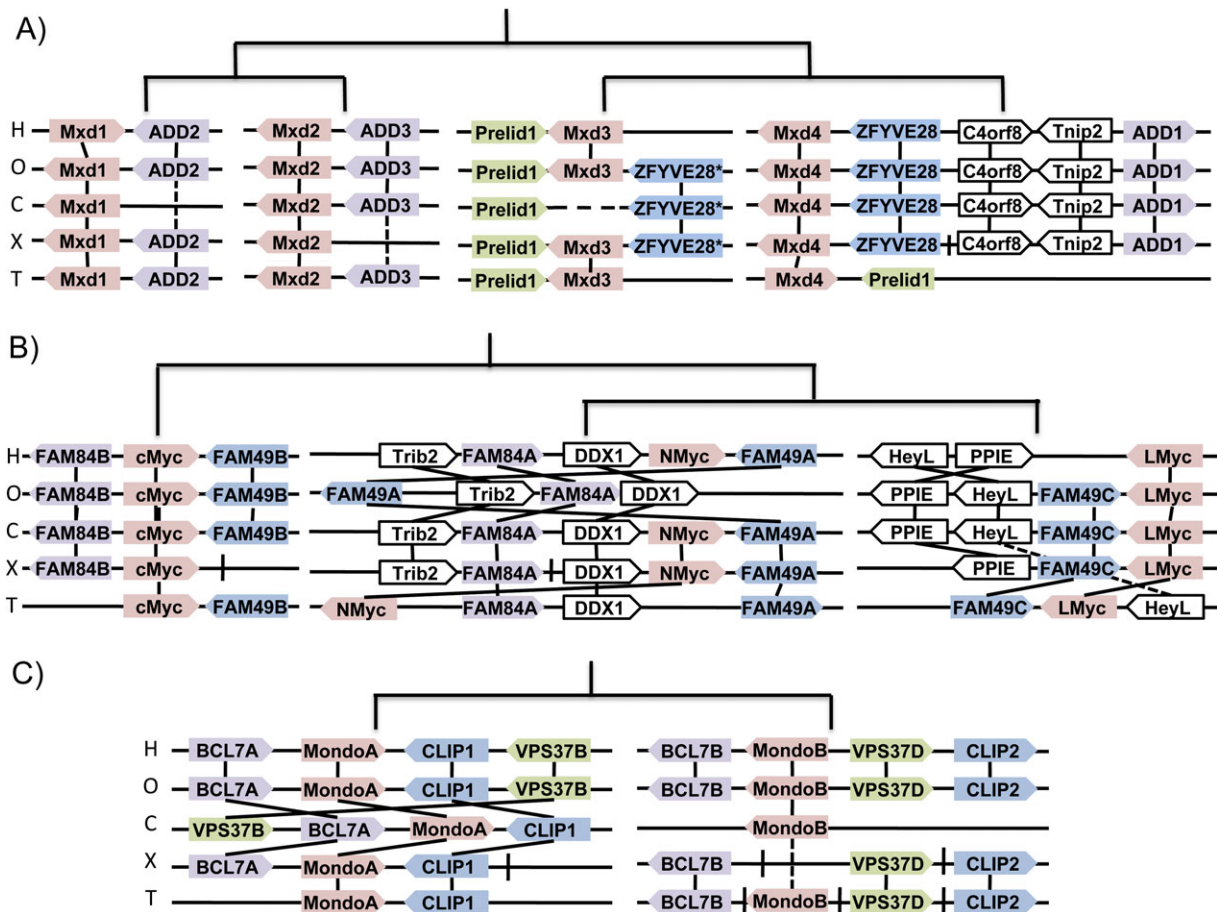 A)
H Mxd1 ADD2 Mxd2 ADD3 Prelid1 Mxd3 Mxd4 ZFYVE28 C4orf8 Tnip2 ADD1
O Mxd1 ADD2 Mxd2 ADD3 Prelid1 Mxd3 ZFYVE28* Mxd4 ZFYVE28 C4orf8 Tnip2 ADD1
C Mxd1 Mxd2 ADD3 Prelid1 ZFYVE28* Mxd4 ZFYVE28 C4orf8 Tnip2 ADD1
X Mxd1 ADD2 Mxd2 Prelid1 Mxd3 ZFYVE28* Mxd4 ZFYVE28 C4orf8 Tnip2 ADD1
T Mxd1 ADD2 Mxd2 ADD3 Prelid1 Mxd3 Mxd4 Prelid1
B)
H FAM84B cMyc FAM49B Trib2 FAM84A DDX1 NMyc FAM49A HeyL PPIE LMyc
O FAM84B cMyc FAM49B FAM49A Trib2 FAM84A DDX1 PPIE HeyL FAM49C LMyc
C FAM84B cMyc FAM49B Trib2 FAM84A DDX1 NMyc FAM49A PPIE HeyL FAM49C LMyc
X FAM84B cMyc Trib2 FAM84A DDX1 NMyc FAM49A PPIE FAM49C LMyc
T cMyc FAM49B NMyc FAM84A DDX1 FAM49A FAM49C LMyc HeyL
C)
H BCL7A MondoA CLIP1 VPS37B BCL7B MondoB VPS37D CLIP2
O BCL7A MondoA CLIP1 VPS37B BCL7B MondoB VPS37D CLIP2
C VPS37B BCL7A MondoA CLIP1 MondoB
X BCL7A MondoA CLIP1 BCL7B VPS37D CLIP2
T MondoA CLIP1 BCL7B MondoB VPS37D CLIP2